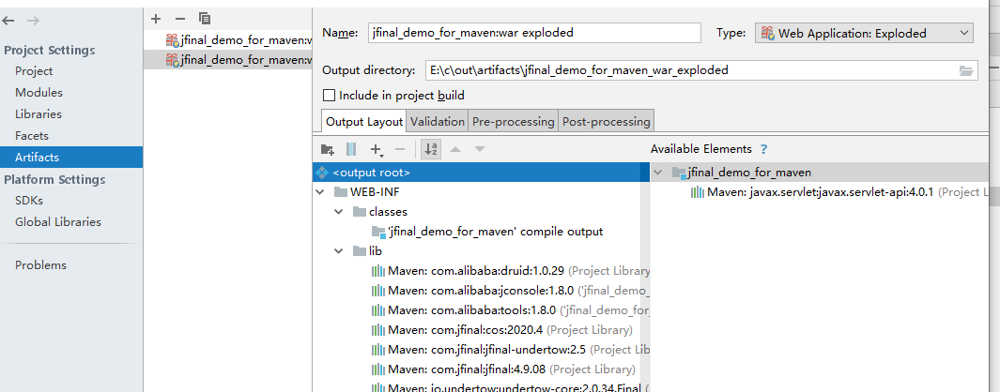 Project Settings
Project
Modules
Libraries
Facets
Artifacts
Platform Settings
SDKs
Global Libraries
Problems
jfinal_demo_for_maven:w
jfinal_demo_for_maven:w
Name: jfinal_demo_for_maven:war exploded Type: Web Application: Exploded
Output directory: E:\c\out\artifacts\jfinal_demo_for_maven_war_exploded
Include in project build
Output Layout Validation Pre-processing Post-processing
Available Elements ?
<output root>
WEB-INF
classes
'jfinal_demo_for_maven' compile output
lib
Maven: com.alibaba:druid:1.0.29 (Project Library
Maven: com.alibaba:jconsole:1.8.0 ('jfinal_demo_
Maven: com.alibaba:tools:1.8.0 ('jfinal_demo_for
Maven: com.jfinal:cos:2020.4 (Project Library)
Maven: com.jfinal:jfinal-undertow:2.5 (Project Lib
Maven: com.jfinal:jfinal:4.9.08 (Project Library)
Maven: io.undertow:undertow-core:2.0.34.Final (
jfinal_demo_for_maven
Maven: javax.servlet:javax.servlet-api:4.0.1 (Project L